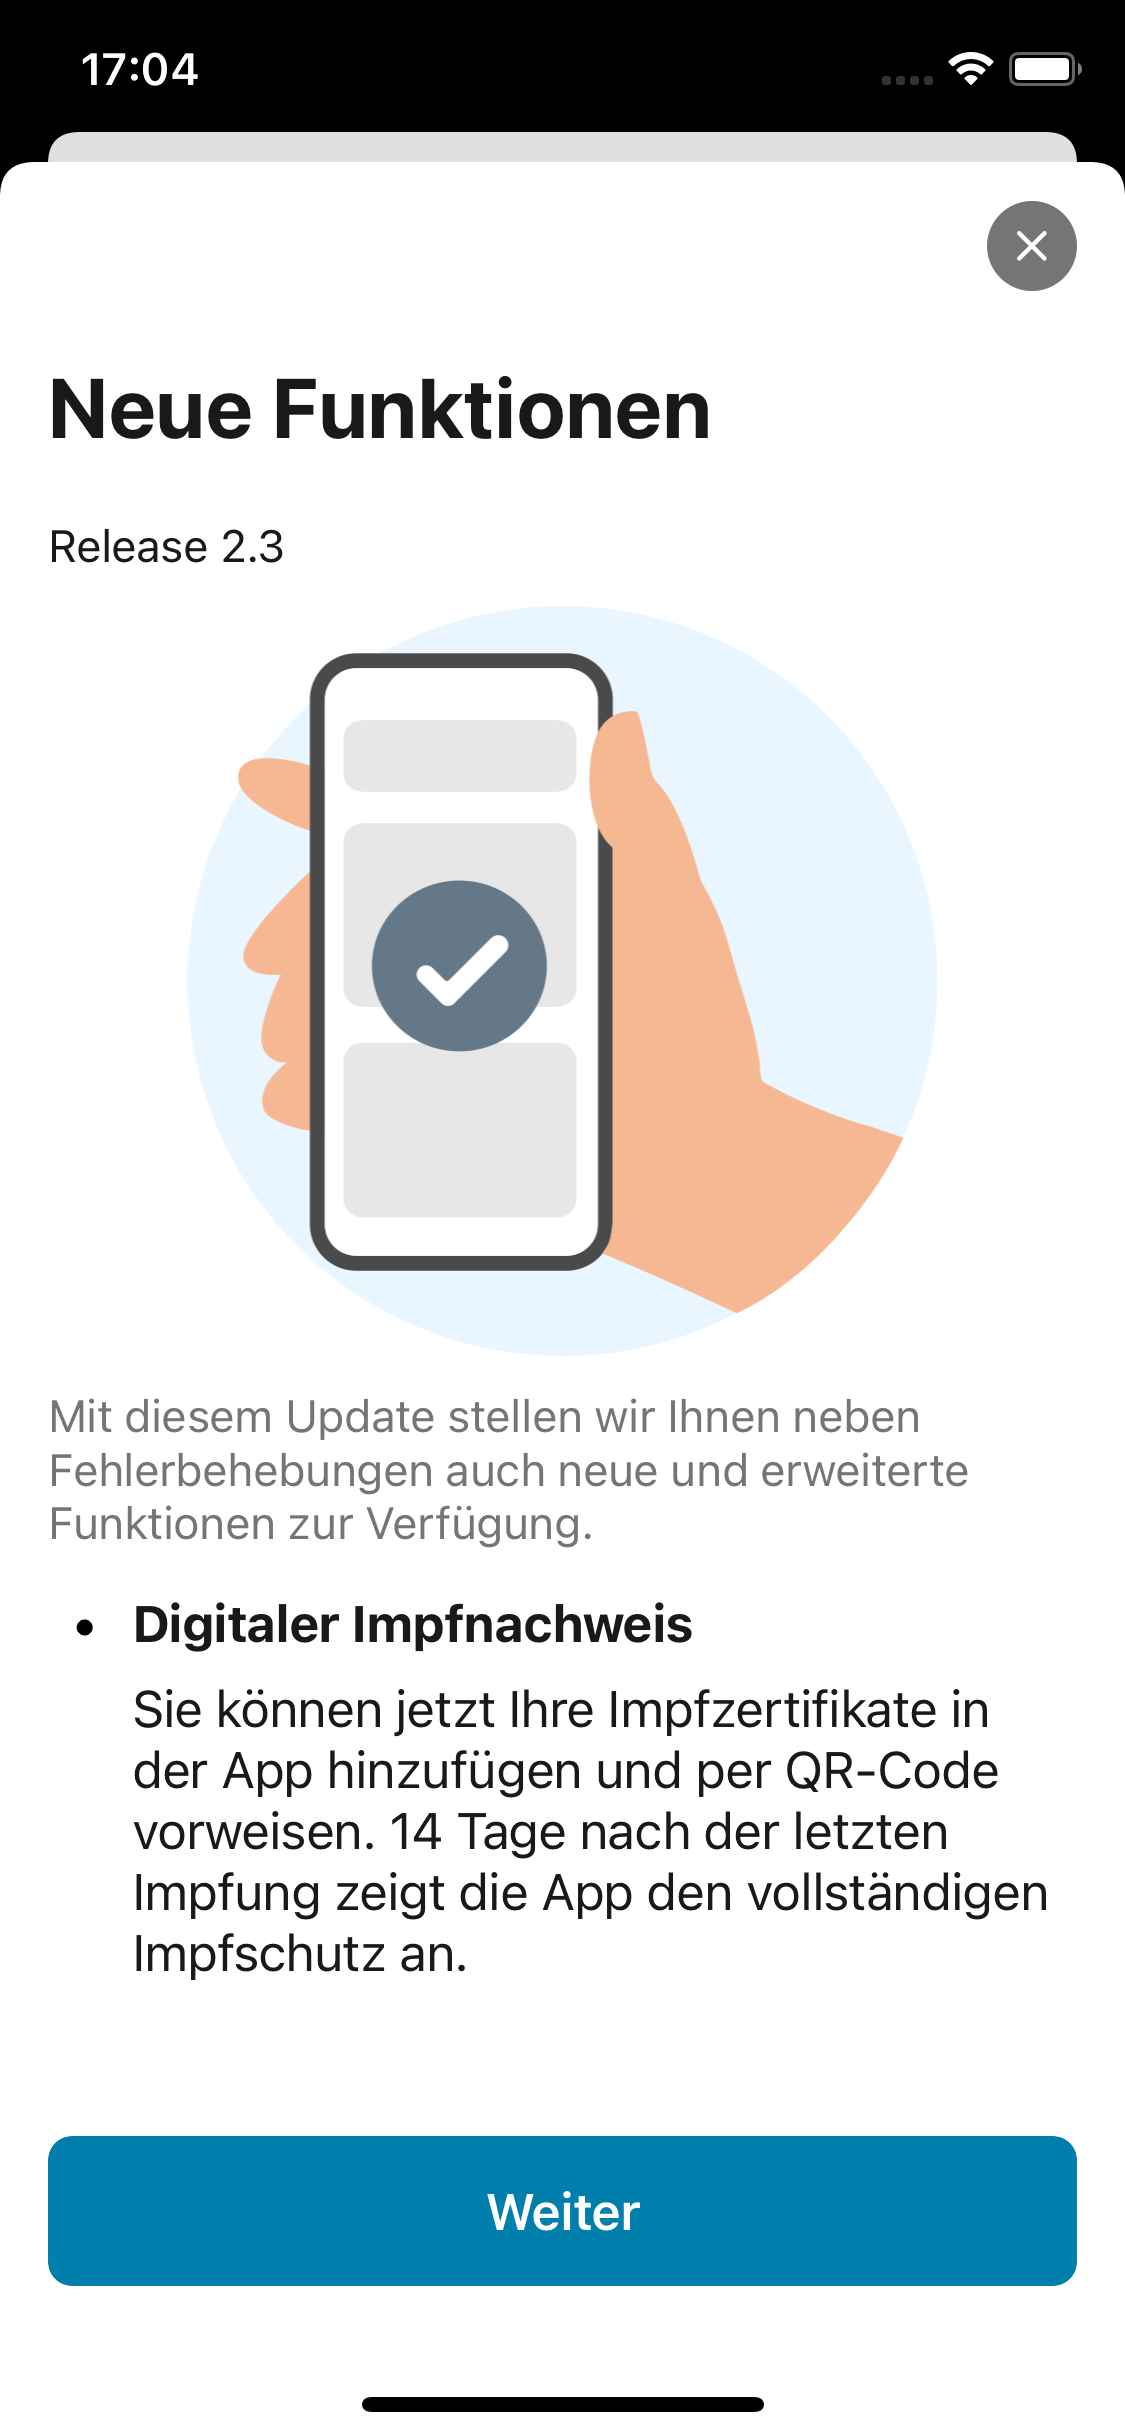 17:04
Neue Funktionen
Release 2.3
Mit diesem Update stellen wir Ihnen neben
Fehlerbehebungen auch neue und erweiterte
Funktionen zur Verfügung.
• Digitaler Impfnachweis
Sie können jetzt Ihre Impfzertifikate in
der App hinzufügen und per QR-Code
vorweisen. 14 Tage nach der letzten
Impfung zeigt die App den vollständigen
Impfschutz an.
Weiter